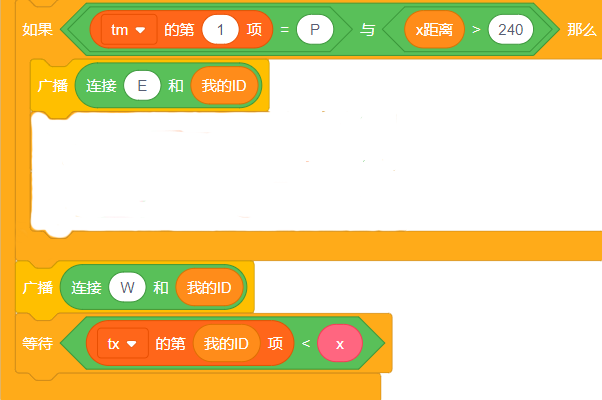 如果 tm 的第 1 项 = P 与 x距离 > 240 那么
广播 连接 E 和 我的ID
广播 连接 W 和 我的ID
等待 tx 的第 我的ID 项 < x